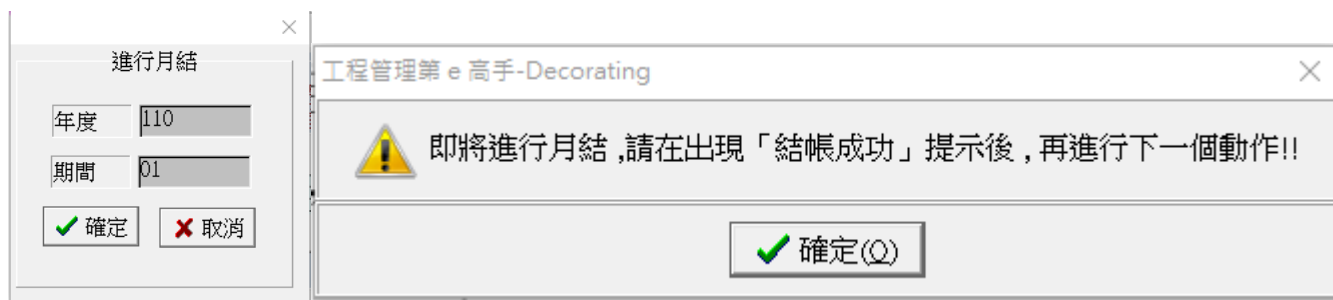 進行月結
年度 110
期間 01
確定 取消
工程管理第 e 高手-Decorating
即將進行月結 ,請在出現「結帳成功」提示後 , 再進行下一個動作!!
確定(O)